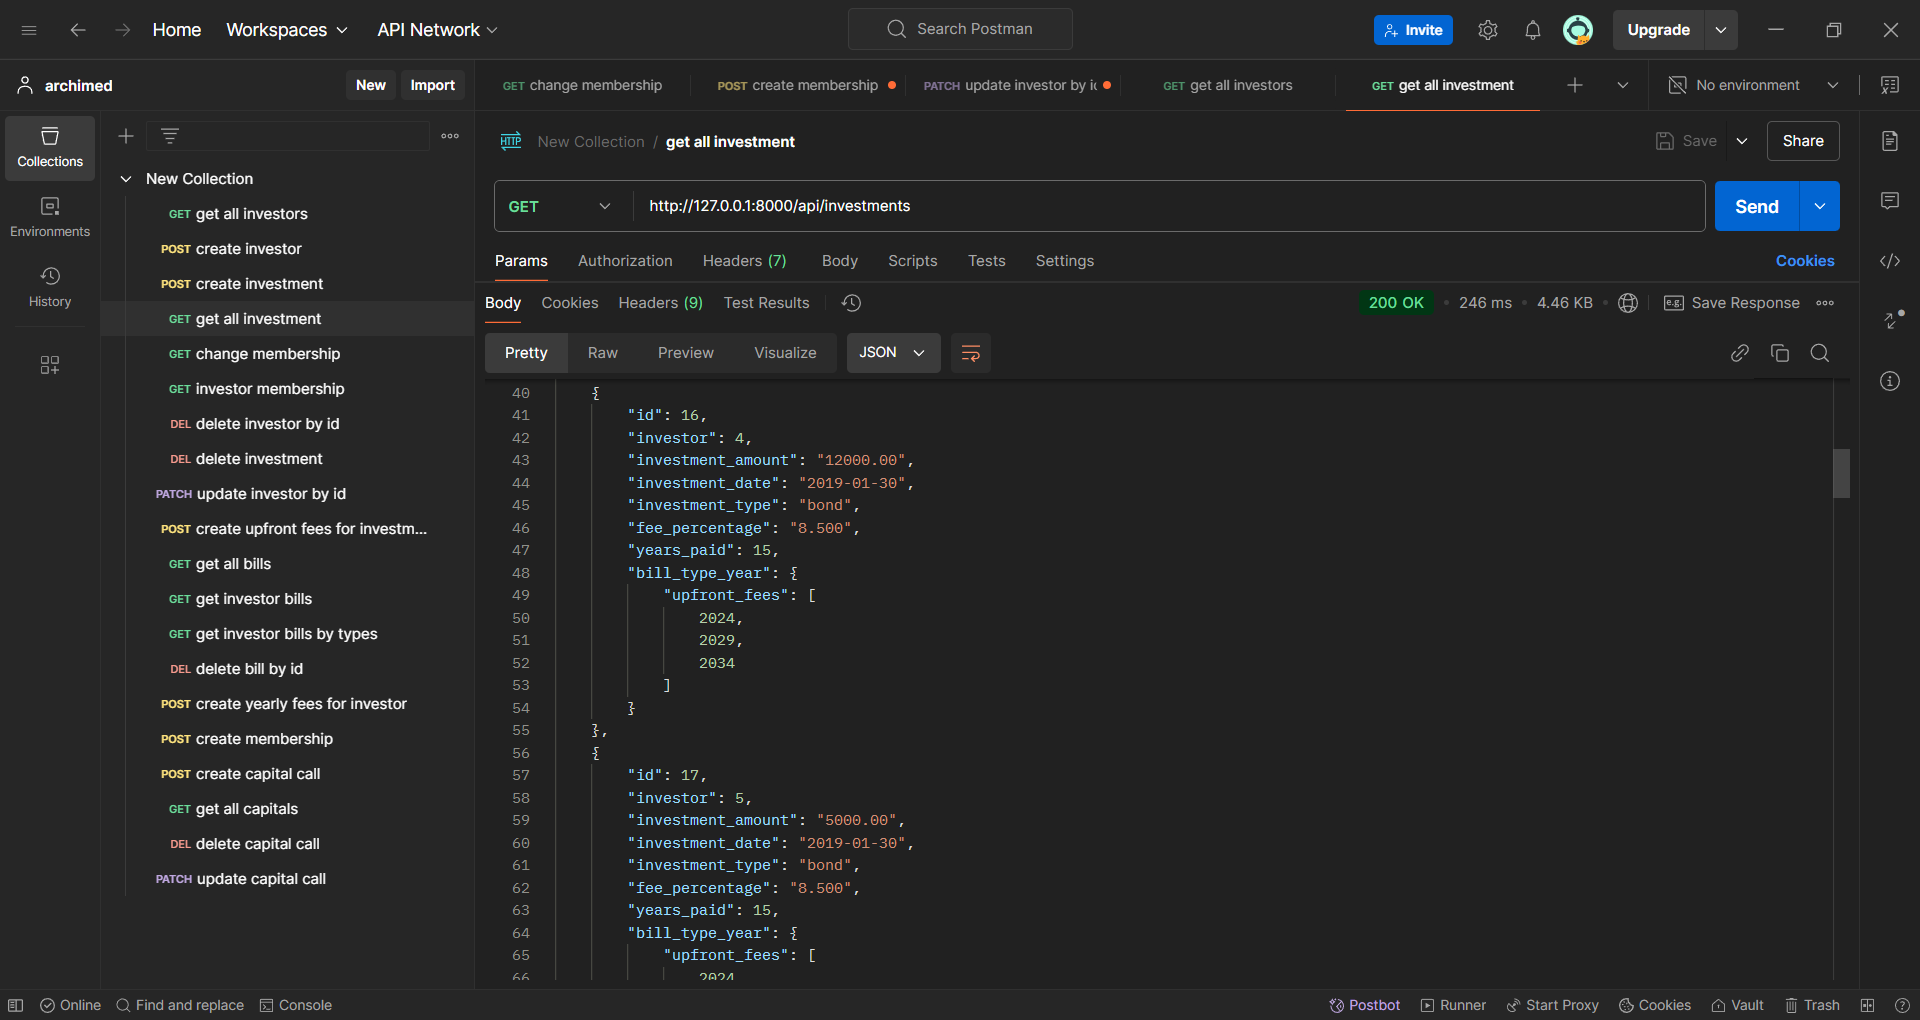 Home Workspaces API Network Search Postman Invite Upgrade
archimed New Import
GET change membership POST create membership PATCH update investor by i GET get all investors GET get all investment No environment
Collections
Environments
History
New Collection
GET get all investors
POST create investor
POST create investment
GET get all investment
GET change membership
GET investor membership
DEL delete investor by id
DEL delete investment
PATCH update investor by id
POST create upfront fees for investm...
GET get all bills
GET get investor bills
GET get investor bills by types
DEL delete bill by id
POST create yearly fees for investor
POST create membership
POST create capital call
GET get all capitals
DEL delete capital call
PATCH update capital call
HTTP New Collection / get all investment Save Share
GET http://127.0.0.1:8000/api/investments Send
Params Authorization Headers (7) Body Scripts Tests Settings Cookies
Body Cookies Headers (9) Test Results 200 OK 246 ms 4.46 KB e.g. Save Response
Pretty Raw Preview Visualize JSON
40 {
41 "id": 16,
42 "investor": 4,
43 "investment_amount": "12000.00",
44 "investment_date": "2019-01-30",
45 "investment_type": "bond",
46 "fee_percentage": "8.500",
47 "years_paid": 15,
48 "bill_type_year": {
49 "upfront_fees": [
50 2024,
51 2029,
52 2034
53 ]
54 }
55 },
56 {
57 "id": 17,
58 "investor": 5,
59 "investment_amount": "5000.00",
60 "investment_date": "2019-01-30",
61 "investment_type": "bond",
62 "fee_percentage": "8.500",
63 "years_paid": 15,
64 "bill_type_year": {
65 "upfront_fees": [
66 2024
Online Find and replace Console Postbot Runner Start Proxy Cookies Vault Trash